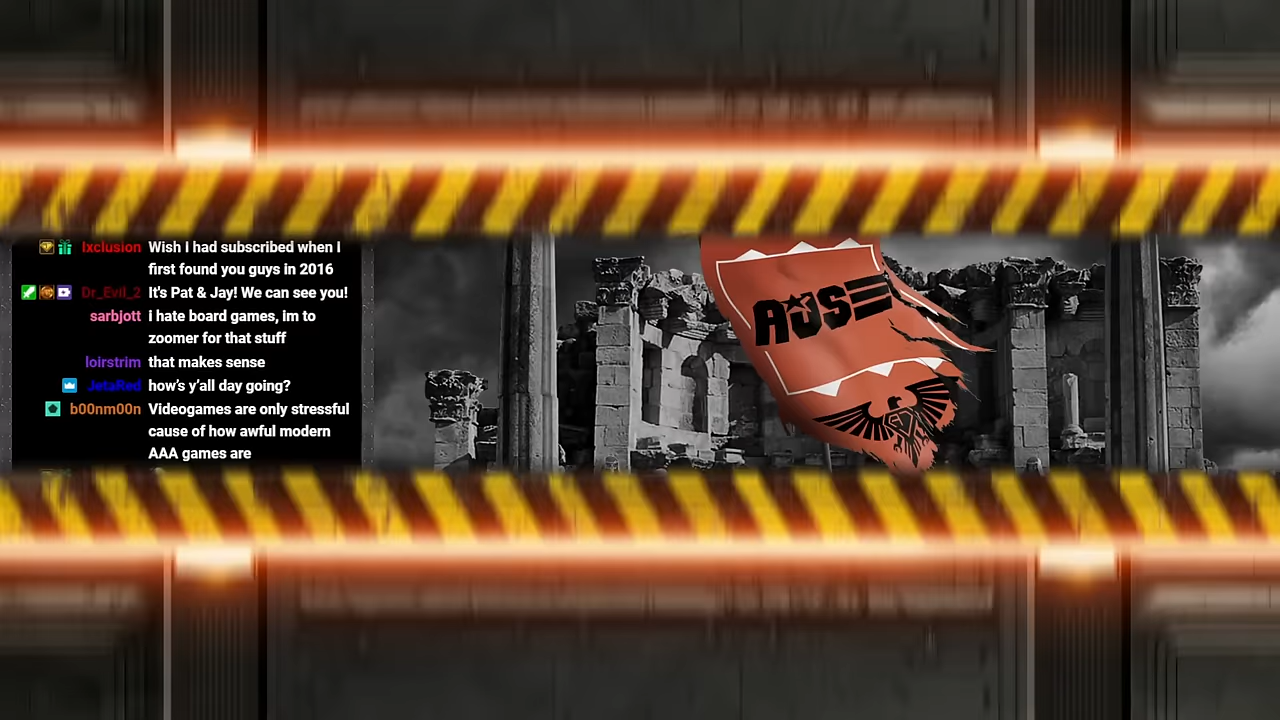 Ixclusion Wish I had subscribed when I
first found you guys in 2016
Dr_Evil_2 It's Pat & Jay! We can see you!
sarbjott i hate board games, im to
zoomer for that stuff
loirstrim that makes sense
JetaRed how's y'all day going?
b00nm00n Videogames are only stressful
cause of how awful modern
AAA games are
AJSE